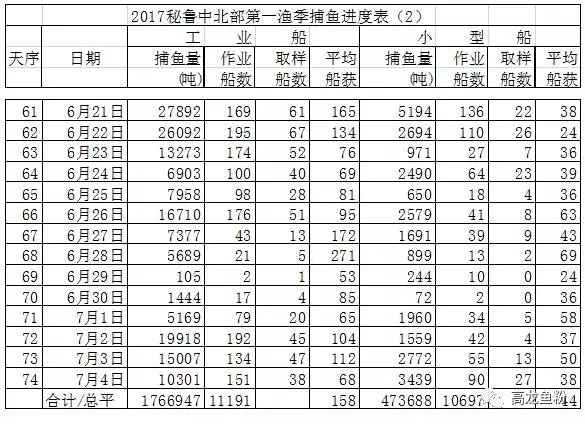 2017秘鲁中北部第一渔季捕鱼进度表（2）
工 业 船 小 型 船
天序 日期 捕鱼量(吨) 作业船数 取样船数 平均船获 捕鱼量(吨) 作业船数 取样船数 平均船获
61 6月21日 27892 169 61 165 5194 136 22 38
62 6月22日 26092 195 67 134 2694 110 26 24
63 6月23日 13273 174 52 76 971 27 7 36
64 6月24日 6903 100 40 69 2490 64 23 39
65 6月25日 7958 98 28 81 650 18 4 36
66 6月26日 16710 176 51 95 2579 41 8 63
67 6月27日 7377 43 13 172 1691 39 9 43
68 6月28日 5689 21 5 271 899 13 2 69
69 6月29日 105 2 1 53 244 10 0 24
70 6月30日 1444 17 4 85 72 2 0 36
71 7月1日 5169 79 20 65 1960 34 5 58
72 7月2日 19918 192 45 104 1559 42 4 37
73 7月3日 15007 134 47 112 2772 55 13 50
74 7月4日 10301 151 38 68 3439 90 27 38
合计/总平 1766947 11191 158 473688 10697 44
高龙鱼粉